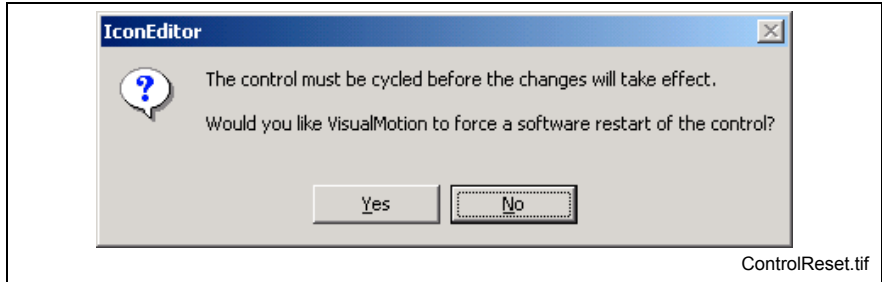 IconEditor
The control must be cycled before the changes will take effect.
Would you like VisualMotion to force a software restart of the control?
Yes No
ControlReset.tif